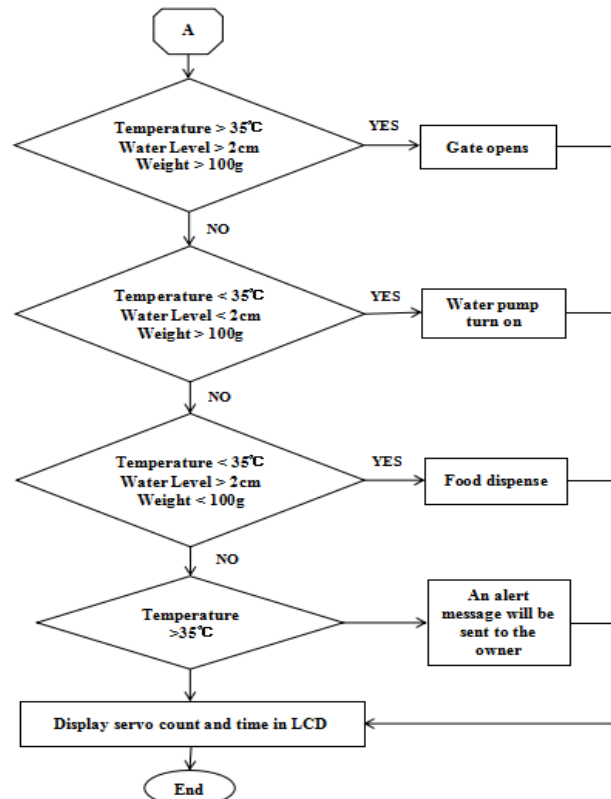 A
Temperature > 35℃
Water Level > 2cm
Weight > 100g
YES
Gate opens
NO
Temperature < 35℃
Water Level < 2cm
Weight > 100g
YES
Water pump
turn on
NO
Temperature < 35℃
Water Level > 2cm
Weight < 100g
YES
Food dispense
NO
Temperature
>35℃
An alert
message will be
sent to the
owner
Display servo count and time in LCD
End